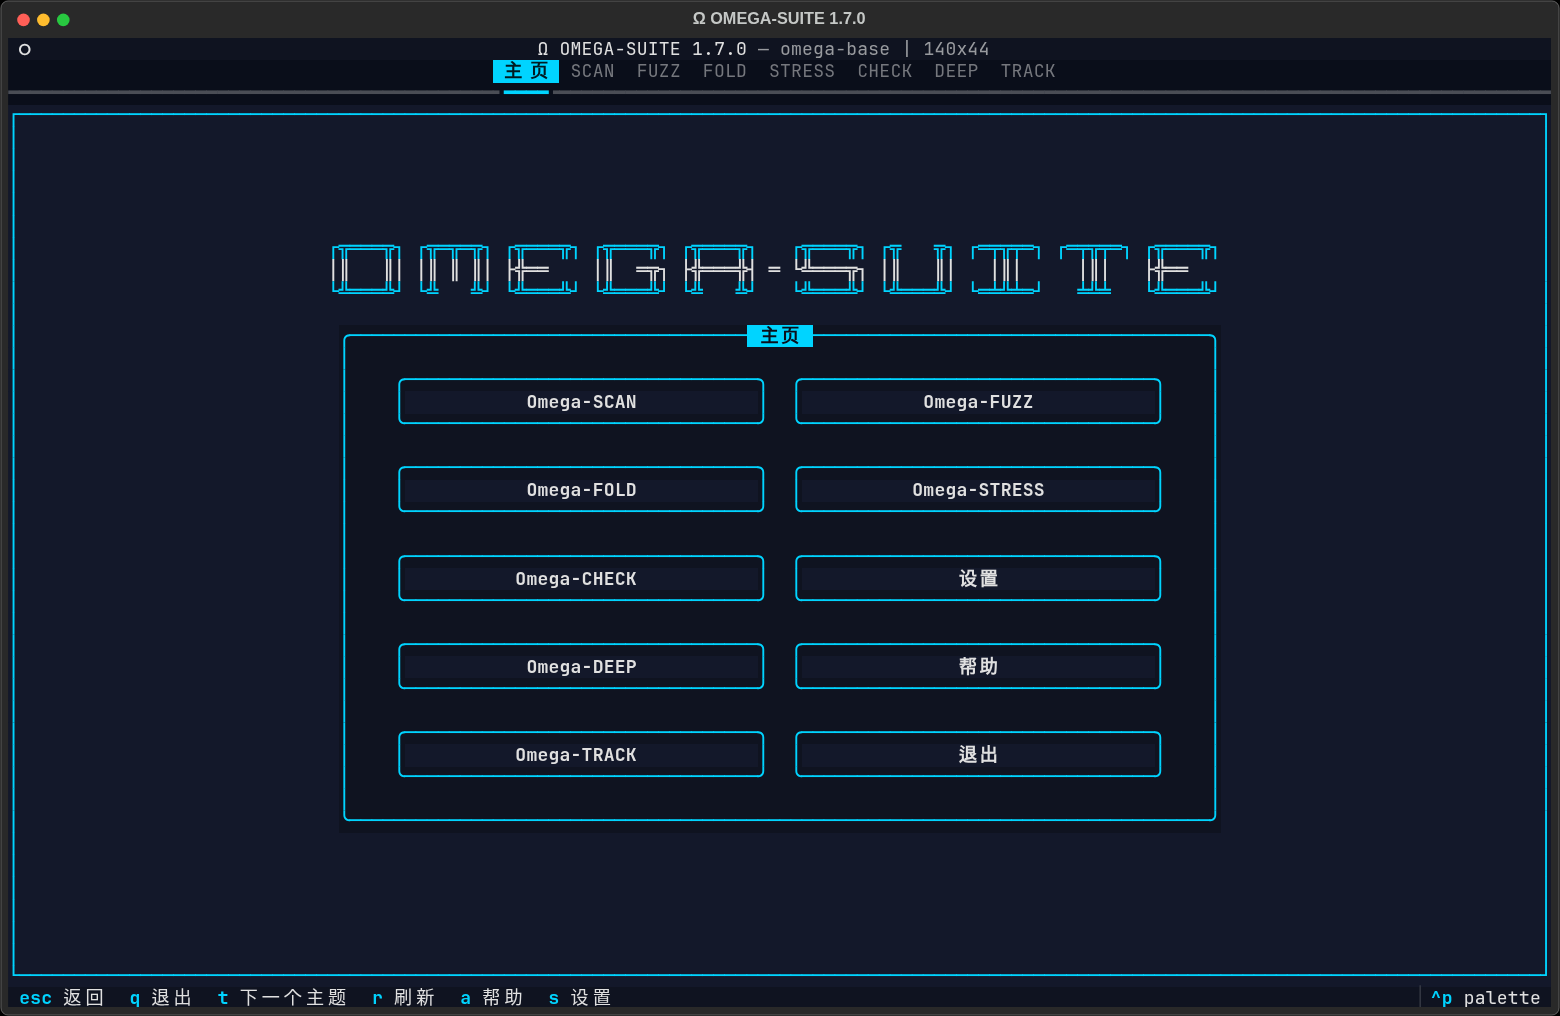 Ω OMEGA-SUITE 1.7.0
Ω OMEGA-SUITE 1.7.0 — omega-base | 140x44
主页 SCAN FUZZ FOLD STRESS CHECK DEEP TRACK
OMEGA-SUITE
主页
Omega-SCAN Omega-FUZZ
Omega-FOLD Omega-STRESS
Omega-CHECK 设置
Omega-DEEP 帮助
Omega-TRACK 退出
esc 返回 q 退出 t 下一个主题 r 刷新 a 帮助 s 设置 ^p palette